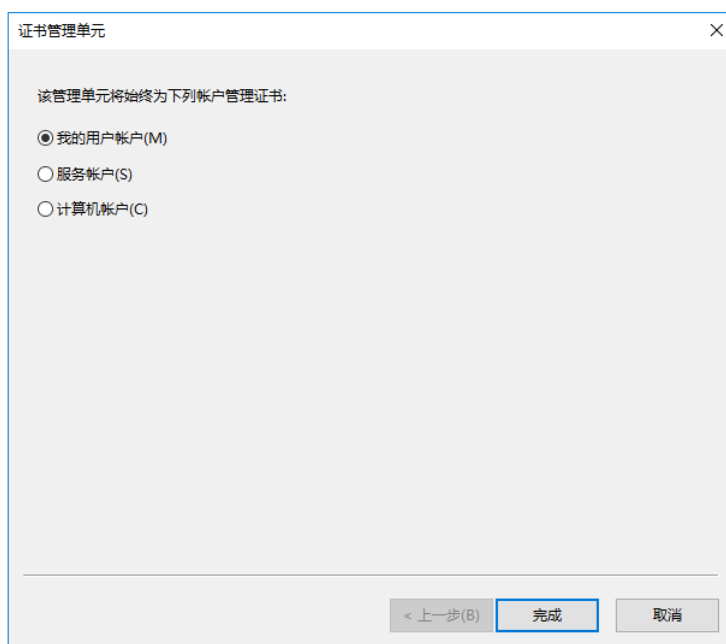 证书管理单元
该管理单元将始终为下列帐户管理证书:
我的用户帐户(M)
服务帐户(S)
计算机帐户(C)
< 上一步(B) 完成 取消